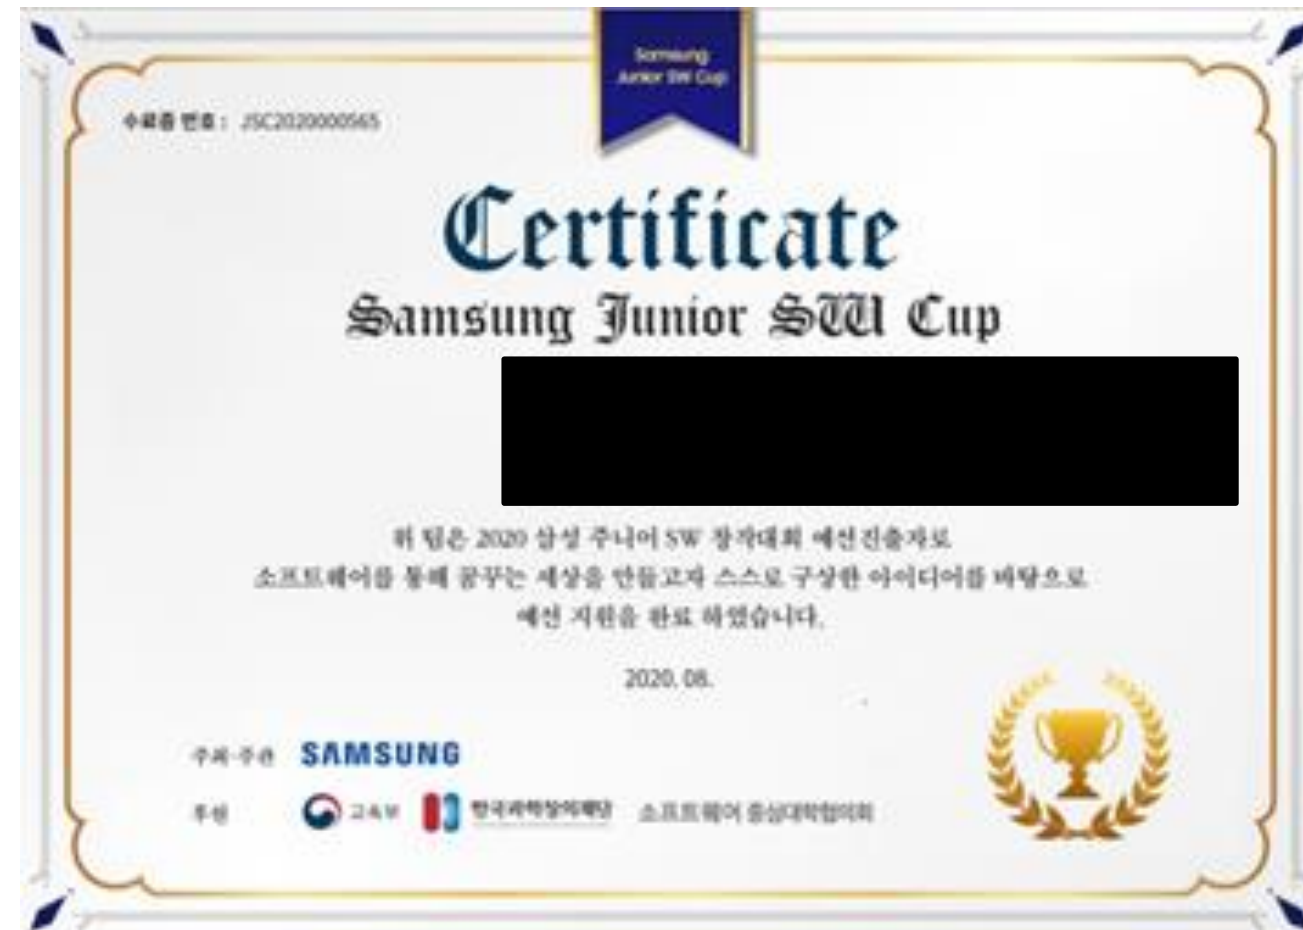 Samsung
Junior SW Cup
수료증 번호 : JSC2020000565
Certificate
Samsung Junior SW Cup
위 팀은 2020 삼성 주니어 SW 창작대회 예선진출자로
소프트웨어를 통해 꿈꾸는 세상을 만들고자 스스로 구상한 아이디어를 바탕으로
예선 지원을 완료 하였습니다.
2020. 08.
주최·주관 SAMSUNG
후원 교육부 한국과학창의재단 소프트웨어 중심대학협의회